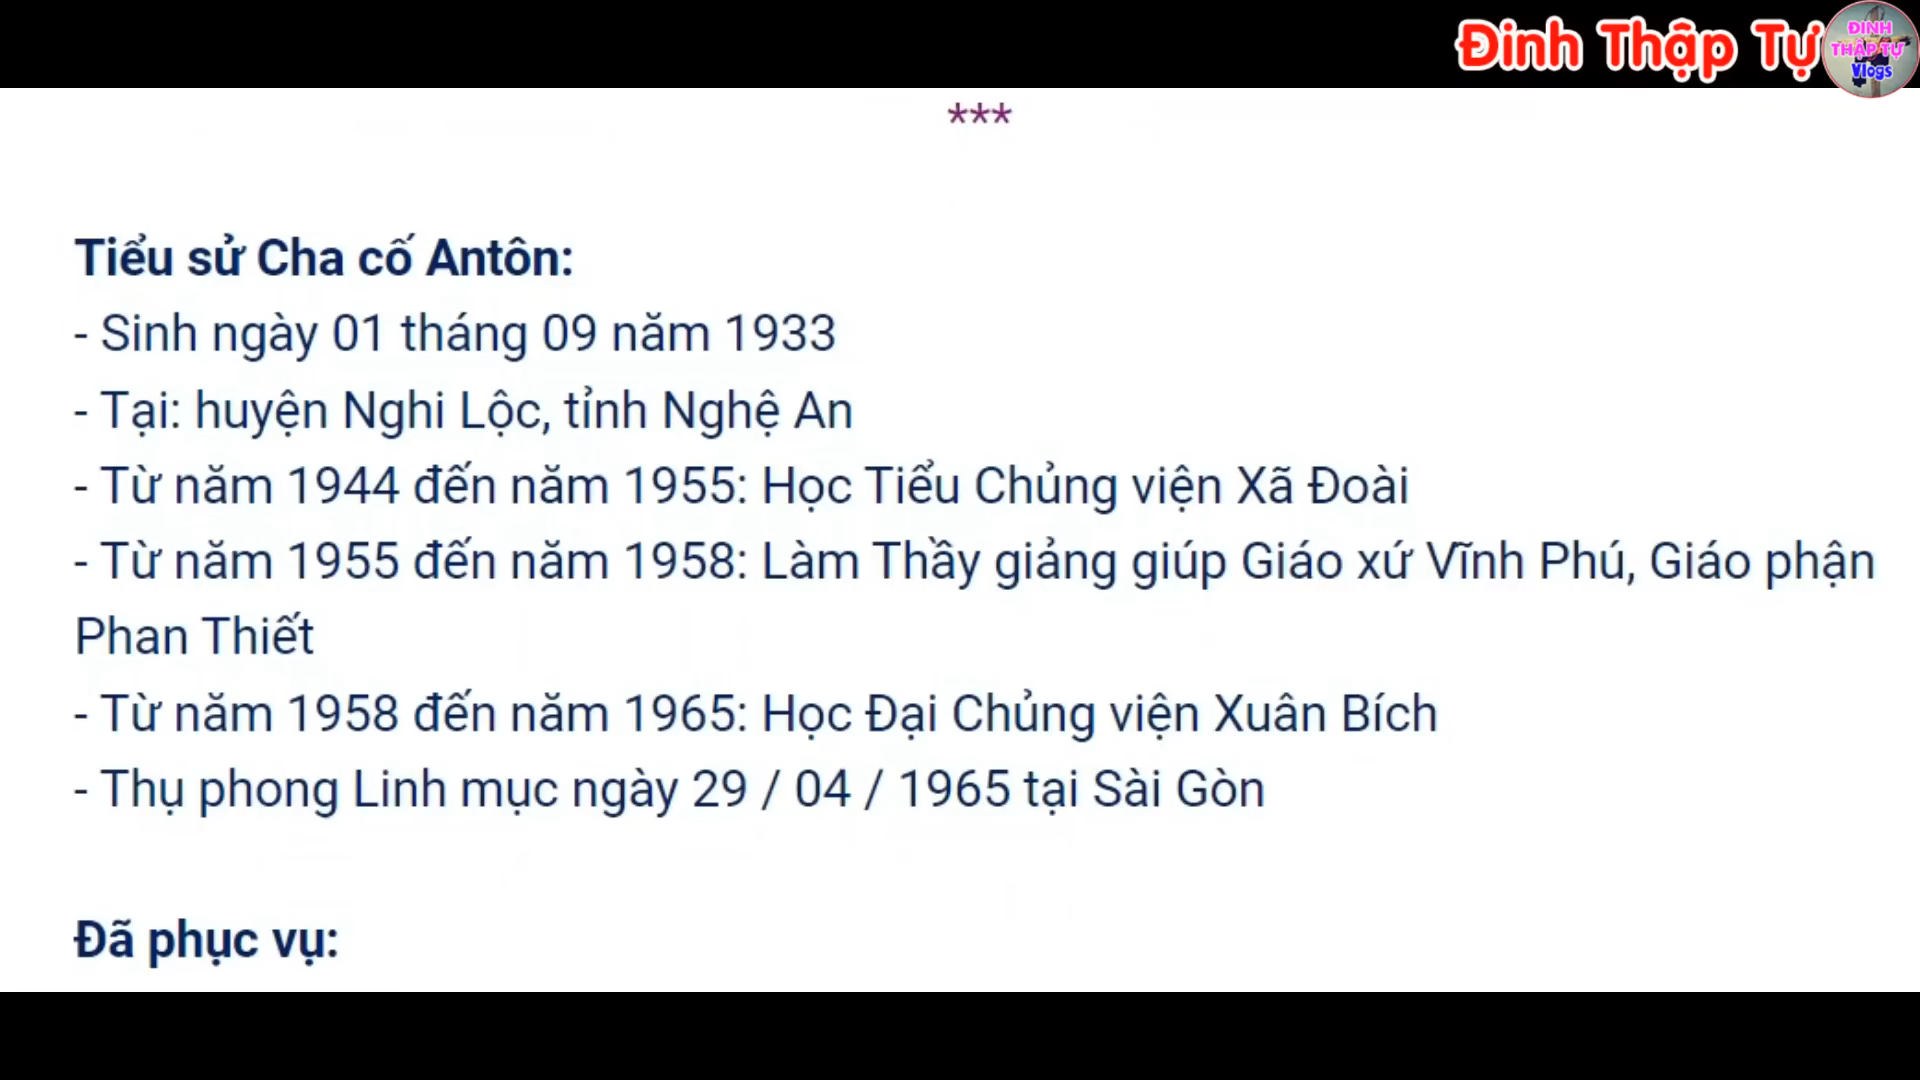 Đinh Thập Tự
ĐINH
THẬP TỰ
Vlogs
***
Tiểu sử Cha cố Antôn:
- Sinh ngày 01 tháng 09 năm 1933
- Tại: huyện Nghi Lộc, tỉnh Nghệ An
- Từ năm 1944 đến năm 1955: Học Tiểu Chủng viện Xã Đoài
- Từ năm 1955 đến năm 1958: Làm Thầy giảng giúp Giáo xứ Vĩnh Phú, Giáo phận
Phan Thiết
- Từ năm 1958 đến năm 1965: Học Đại Chủng viện Xuân Bích
- Thụ phong Linh mục ngày 29 / 04 / 1965 tại Sài Gòn
Đã phục vụ: